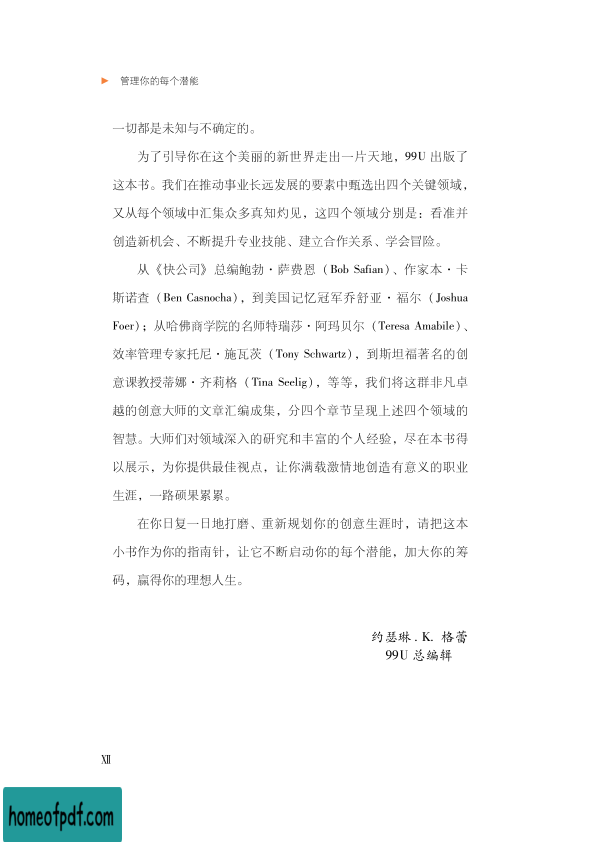 ▶ 管理你的每个潜能
一切都是未知与不确定的。
为了引导你在这个美丽的新世界走出一片天地，99U 出版了
这本书。我们在推动事业长远发展的要素中甄选出四个关键领域，
又从每个领域中汇集众多真知灼见，这四个领域分别是：看准并
创造新机会、不断提升专业技能、建立合作关系、学会冒险。
从《快公司》总编鲍勃·萨费恩（Bob Safian）、作家本·卡
斯诺查（Ben Casnocha），到美国记忆冠军乔舒亚·福尔（Joshua
Foer）；从哈佛商学院的名师特瑞莎·阿玛贝尔（Teresa Amabile）、
效率管理专家托尼·施瓦茨（Tony Schwartz），到斯坦福著名的创
意课教授蒂娜·齐莉格（Tina Seelig），等等，我们将这群非凡卓
越的创意大师的文章汇编成集，分四个章节呈现上述四个领域的
智慧。大师们对领域深入的研究和丰富的个人经验，尽在本书得
以展示，为你提供最佳视点，让你满载激情地创造有意义的职业
生涯，一路硕果累累。
在你日复一日地打磨、重新规划你的创意生涯时，请把这本
小书作为你的指南针，让它不断启动你的每个潜能，加大你的筹
码，赢得你的理想人生。
约瑟琳 . K. 格蕾
99U 总编辑
Ⅻ
homeofpdf.com